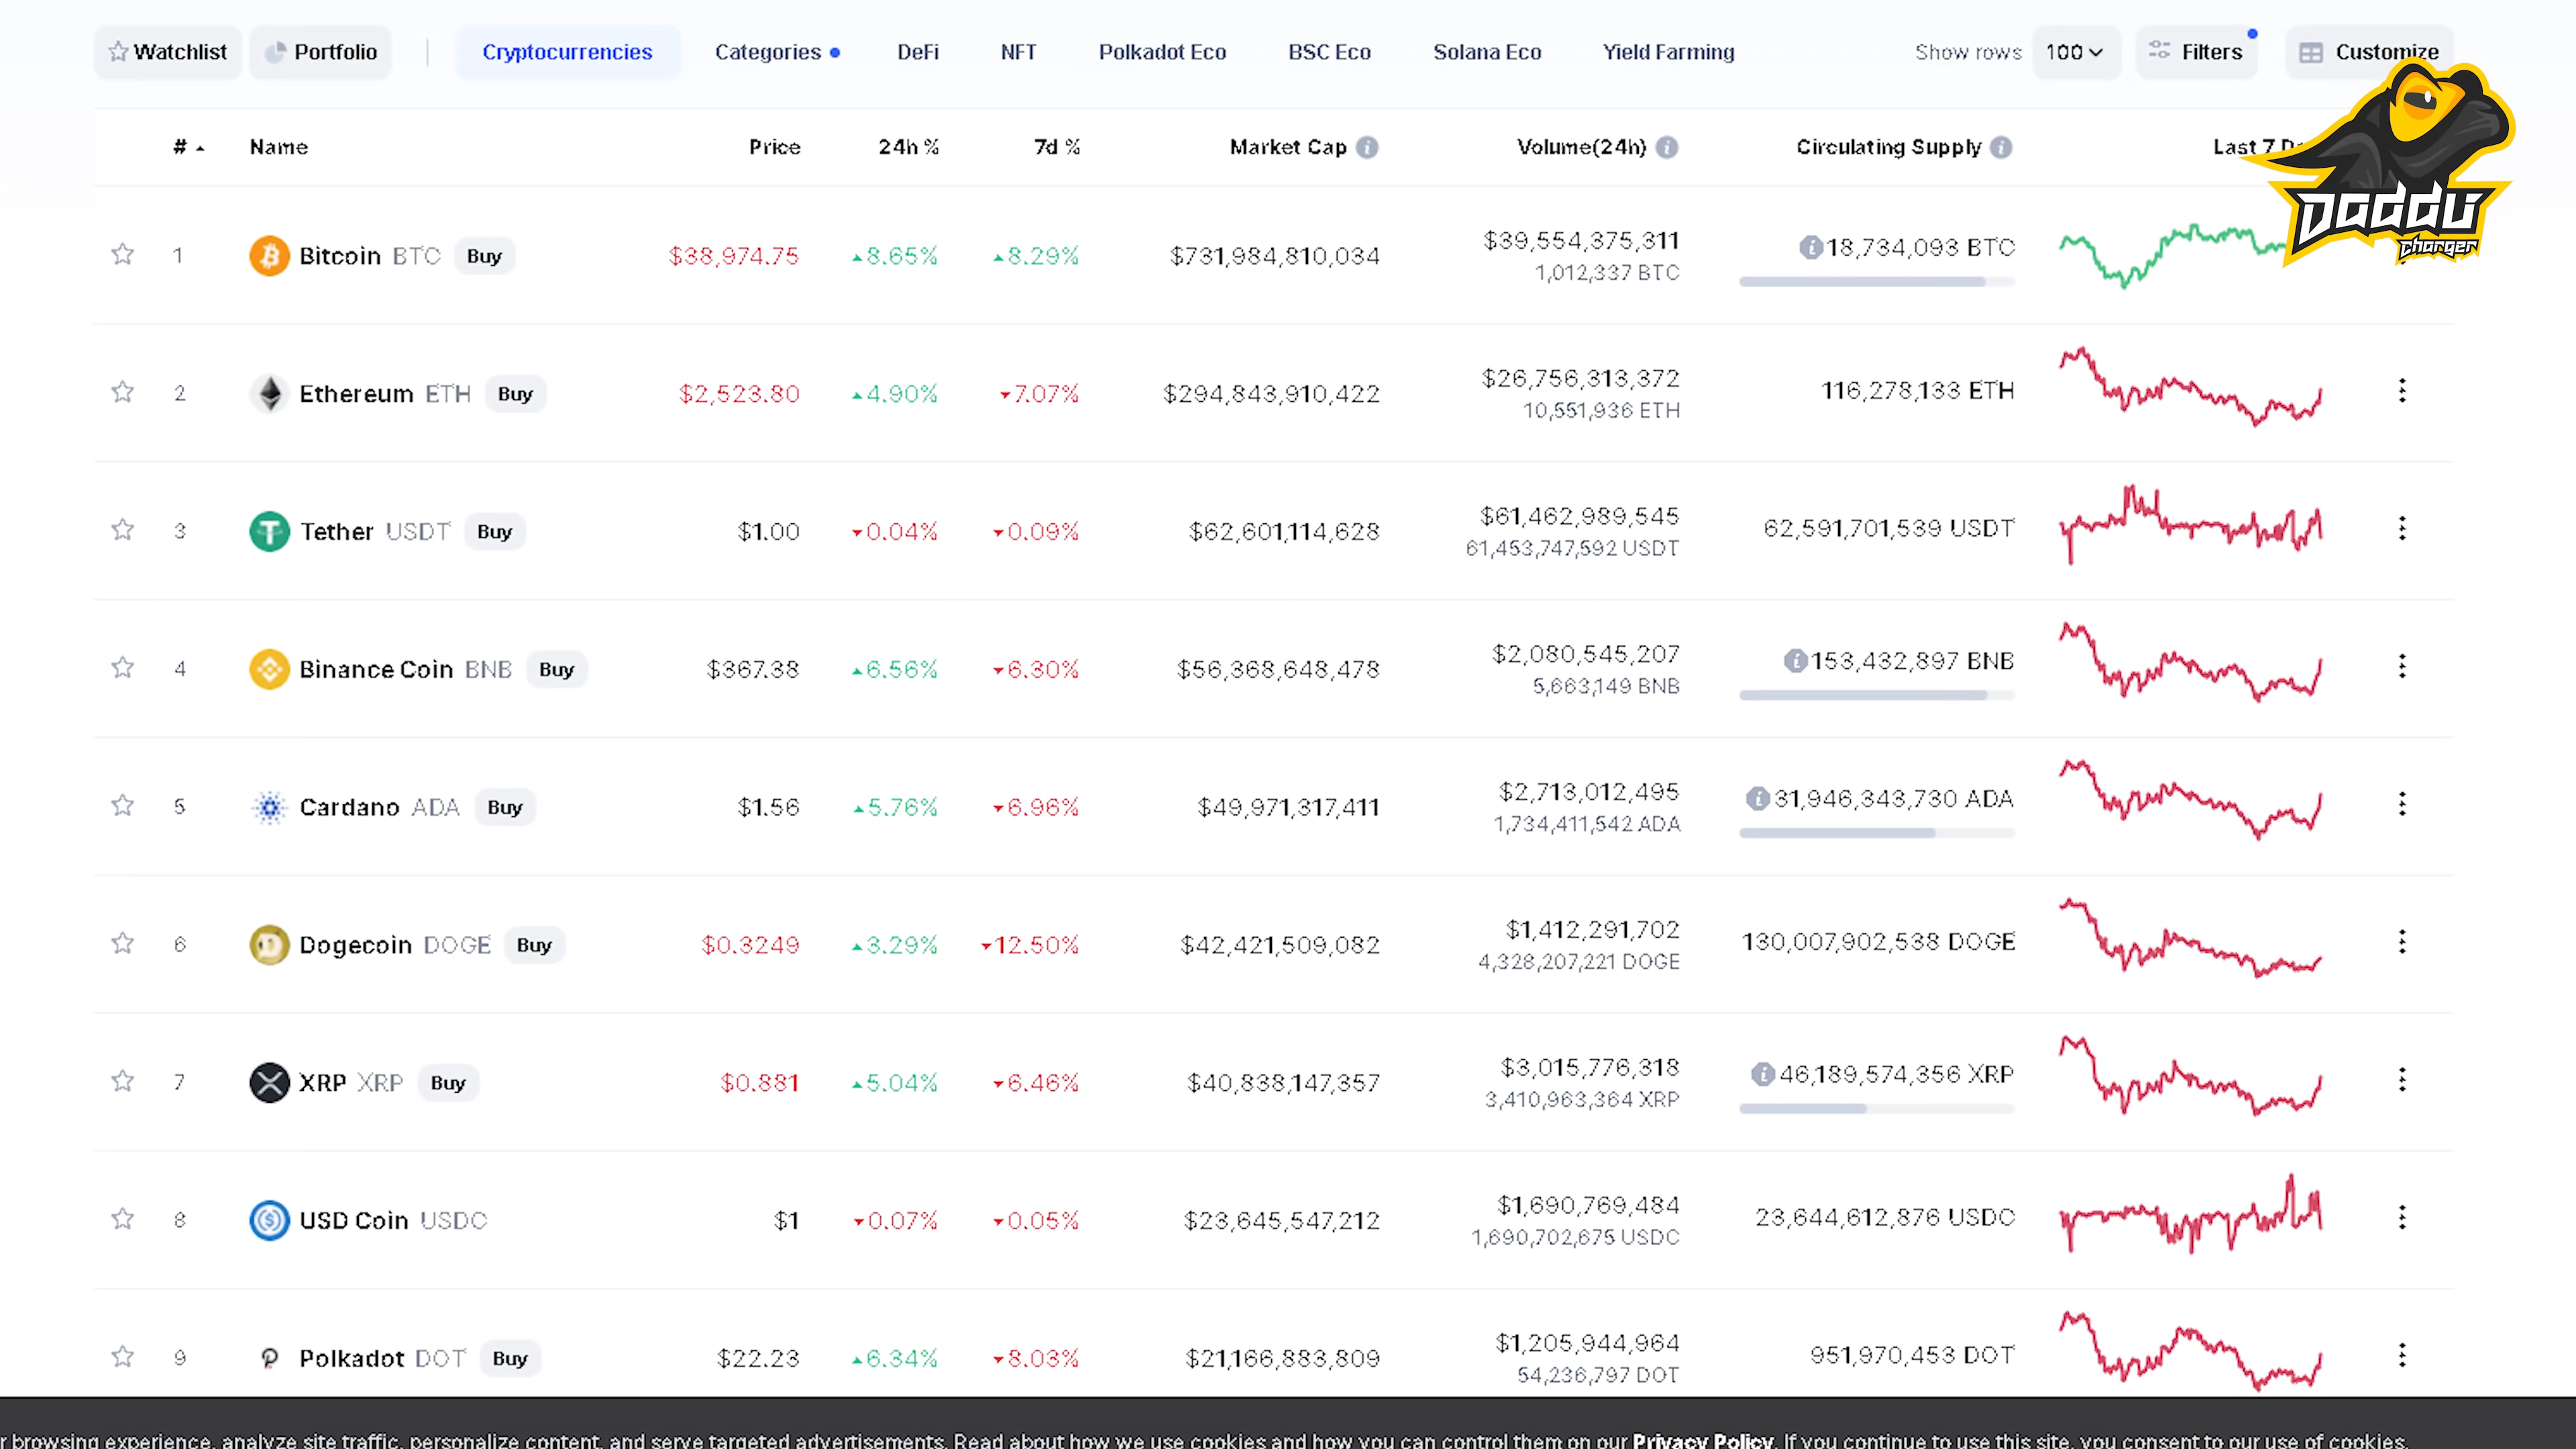 Watchlist Portfolio Cryptocurrencies Categories DeFi NFT Polkadot Eco BSC Eco Solana Eco Yield Farming Show rows 100 Filters Customize
# Name Price 24h % 7d % Market Cap Volume(24h) Circulating Supply Last 7
Daddu
charger
1 Bitcoin BTC Buy $38,974.75 8.65% 8.29% $731,984,810,034 $39,554,375,311 18,734,093 BTC
1,012,337 BTC
2 Ethereum ETH Buy $2,523.80 4.90% 7.07% $294,843,910,422 $26,756,313,372 116,278,133 ETH
10,551,936 ETH
3 Tether USDT Buy $1.00 0.04% 0.09% $62,601,114,628 $61,462,989,545 62,591,701,539 USDT
61,453,747,592 USDT
4 Binance Coin BNB Buy $367.38 6.56% 6.30% $56,368,648,478 $2,080,545,207 153,432,897 BNB
5,663,149 BNB
5 Cardano ADA Buy $1.56 5.76% 6.96% $49,971,317,411 $2,713,012,495 31,946,343,730 ADA
1,734,411,542 ADA
6 Dogecoin DOGE Buy $0.3249 3.29% 12.50% $42,421,509,082 $1,412,291,702 130,007,902,538 DOGE
4,328,207,221 DOGE
7 XRP XRP Buy $0.881 5.04% 6.46% $40,838,147,357 $3,015,776,318 46,189,574,356 XRP
3,410,963,364 XRP
8 USD Coin USDC $1 0.07% 0.05% $23,645,547,212 $1,690,769,484 23,644,612,876 USDC
1,690,702,675 USDC
9 Polkadot DOT Buy $22.23 6.34% 8.03% $21,166,883,809 $1,205,944,964 951,970,453 DOT
54,236,797 DOT
r browsing experience, analyze site traffic, personalize content, and serve targeted advertisements. Read about how we use cookies and how you can control them on our Privacy Policy. If you continue to use this site, you consent to our use of cookies.